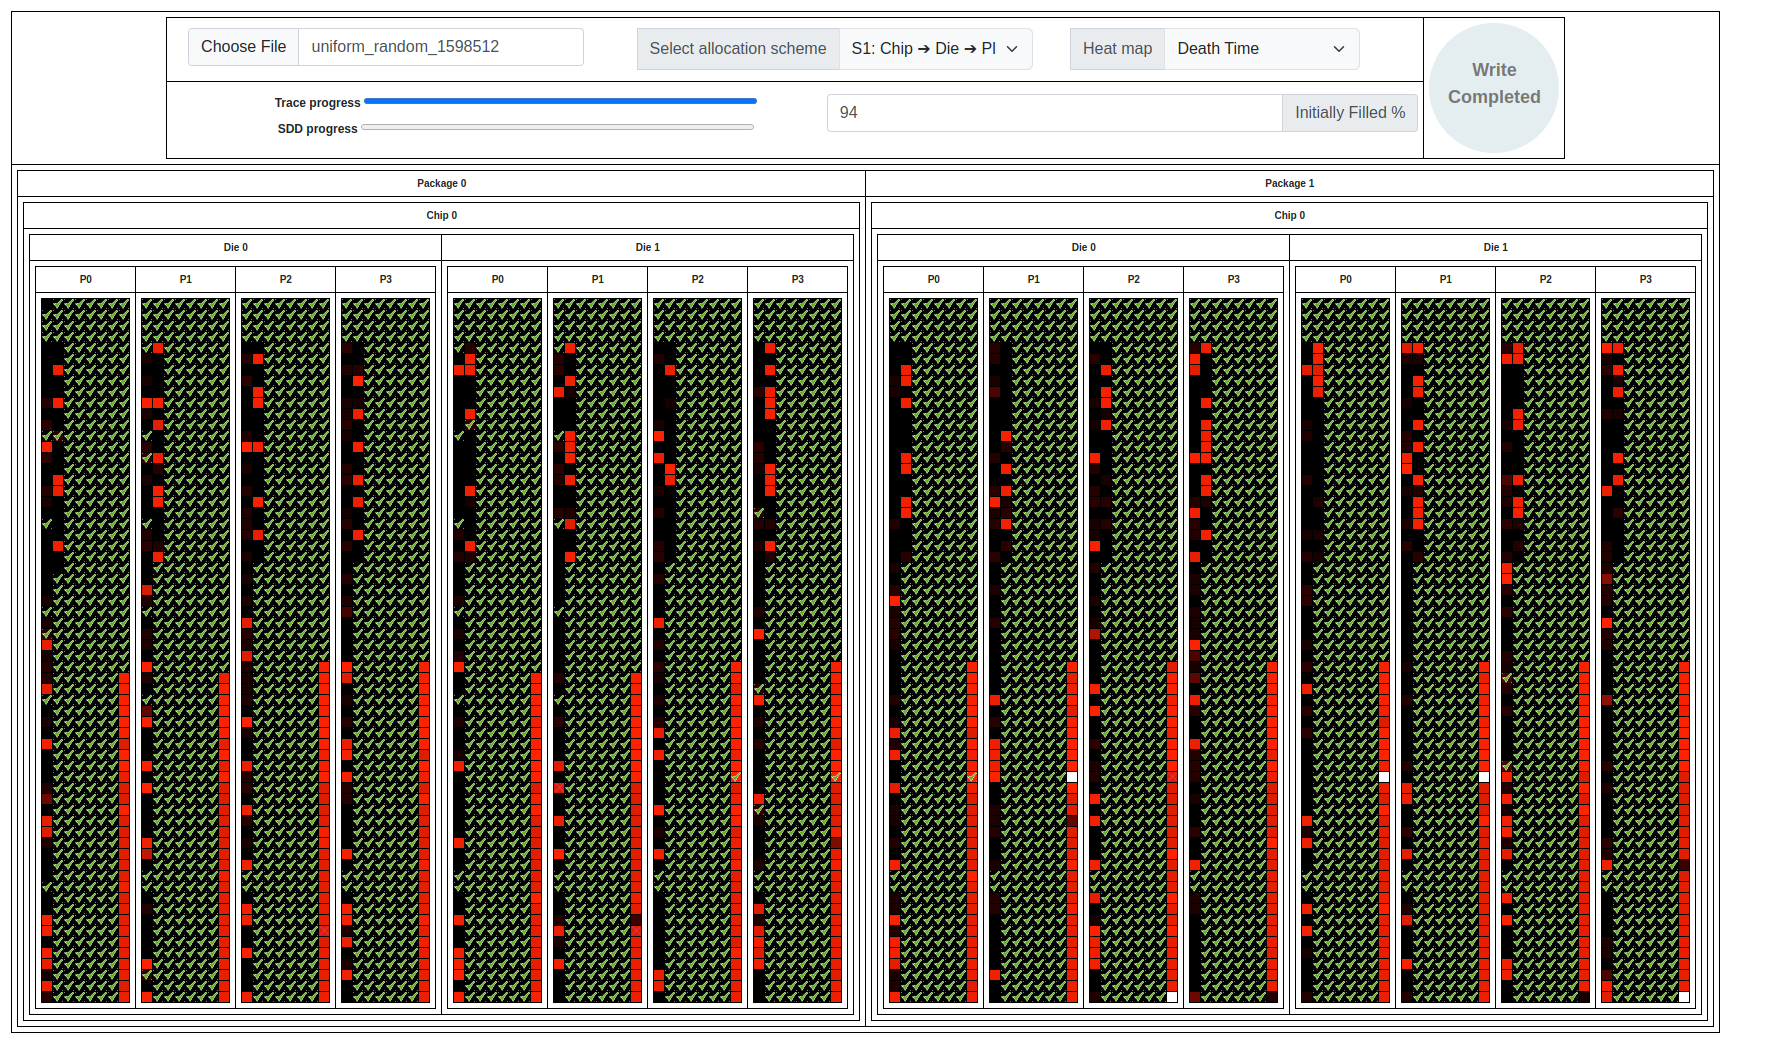 Choose File uniform_random_1598512 Select allocation scheme S1: Chip → Die → Pl Heat map Death Time
Write Completed
Trace progress
SDD progress
94 Initially Filled %
Package 0 Package 1
Chip 0 Chip 0
Die 0 Die 1 Die 0 Die 1
P0 P1 P2 P3 P0 P1 P2 P3 P0 P1 P2 P3 P0 P1 P2 P3